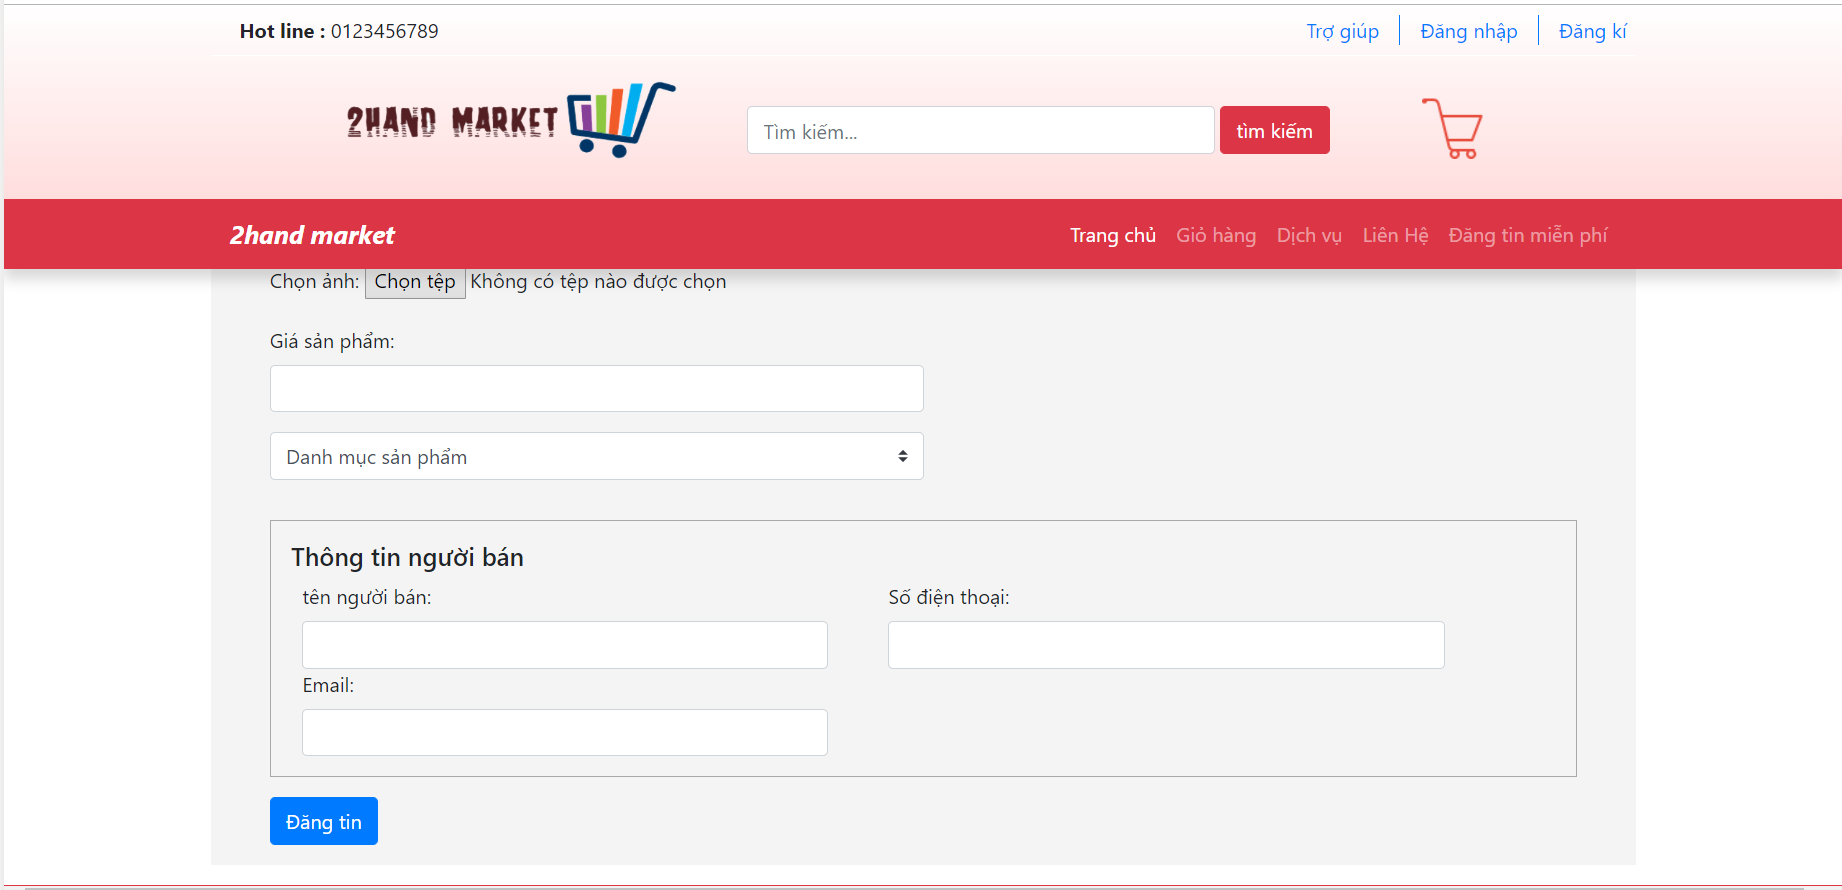 Hot line : 0123456789
Trợ giúp
Đăng nhập
Đăng kí
2HAND MARKET
Tìm kiếm...
tìm kiếm
2hand market
Trang chủ
Giỏ hàng
Dịch vụ
Liên Hệ
Đăng tin miễn phí
Chọn ảnh: Chọn tệp Không có tệp nào được chọn
Giá sản phẩm:
Danh mục sản phẩm
Thông tin người bán
tên người bán:
Số điện thoại:
Email:
Đăng tin